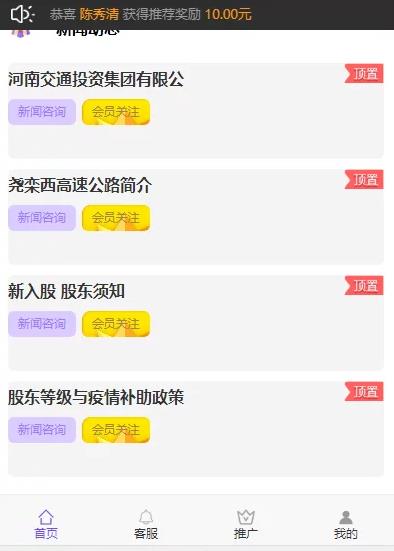 恭喜 陈秀清 获得推荐奖励 10.00元
新闻动态
河南交通投资集团有限公
顶置
新闻咨询 会员关注
尧栾西高速公路简介
顶置
新闻咨询 会员关注
新入股 股东须知
顶置
新闻咨询 会员关注
股东等级与疫情补助政策
顶置
新闻咨询 会员关注
首页 客服 推广 我的